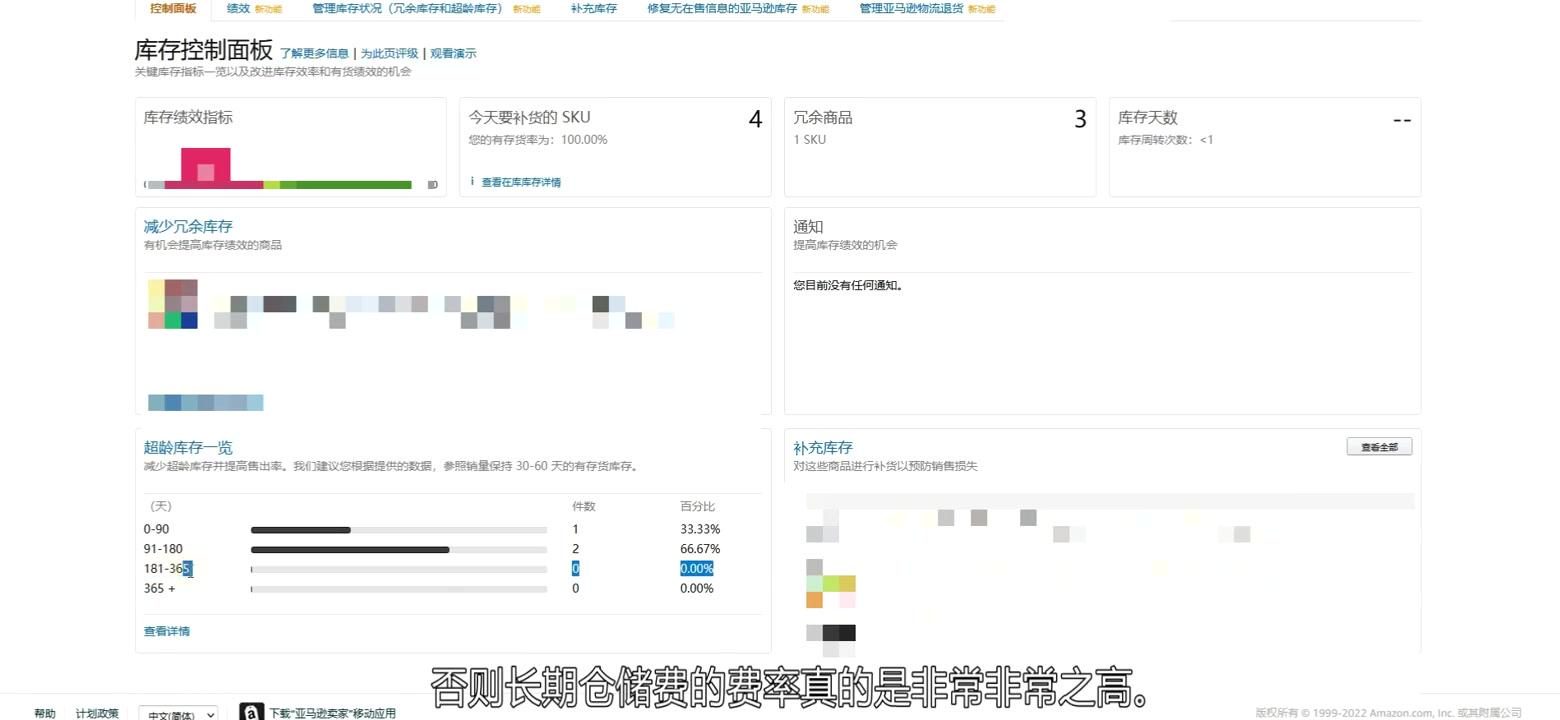 控制面板 绩效 新功能 管理库存状况（冗余库存和超龄库存） 新功能 补充库存 修复无在售信息的亚马逊库存 新功能 管理亚马逊物流退货 新功能
库存控制面板 了解更多信息 | 为此页评级 | 观看演示
关键库存指标一览以及改进库存效率和有货绩效的机会
库存绩效指标
今天要补货的 SKU 4
您的有存货率为：100.00%
i 查看在库库存详情
冗余商品 3
1 SKU
库存天数 --
库存周转次数：<1
减少冗余库存
有机会提高库存绩效的商品
通知
提高库存绩效的机会
您目前没有任何通知。
超龄库存一览
减少超龄库存并提高售出率。我们建议您根据提供的数据，参照销量保持 30-60 天的有存货库存。
（天） 件数 百分比
0-90 1 33.33%
91-180 2 66.67%
181-365 0 0.00%
365 + 0 0.00%
查看详情
补充库存 查看全部
对这些商品进行补货以预防销售损失
否则长期仓储费的费率真的是非常非常之高。
帮助 计划政策 中文(简体) a 下载“亚马逊卖家”移动应用
版权所有 © 1999-2022 Amazon.com, Inc. 或其附属公司